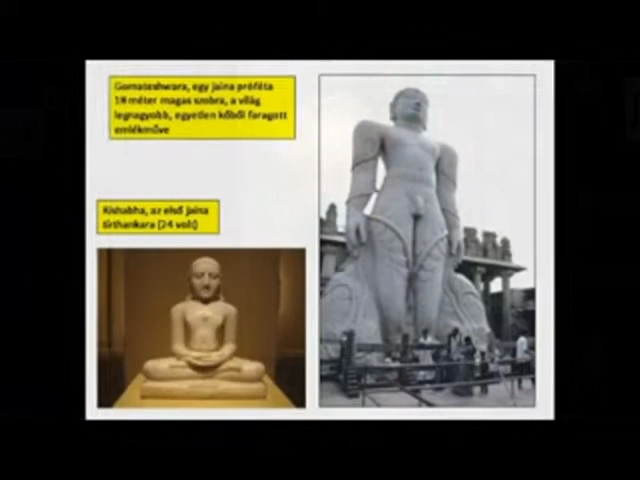 Gomateshwara, egy jaina próféta
18 méter magas szobra, a világ
legnagyobb, egyetlen kőből faragott
emlékműve
Rishabha, az első jaina
tirthankara (24 volt)